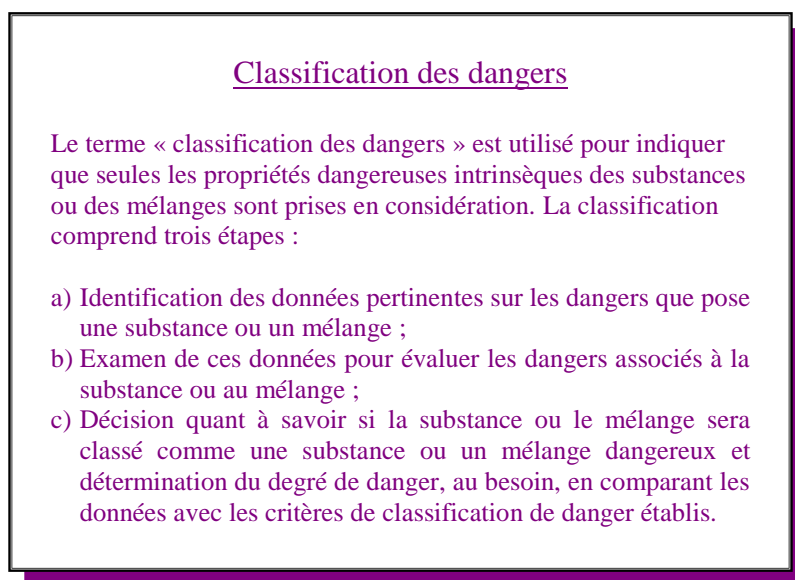 Classification des dangers
Le terme « classification des dangers » est utilisé pour indiquer
que seules les propriétés dangereuses intrinsèques des substances
ou des mélanges sont prises en considération. La classification
comprend trois étapes :
a) Identification des données pertinentes sur les dangers que pose
une substance ou un mélange ;
b) Examen de ces données pour évaluer les dangers associés à la
substance ou au mélange ;
c) Décision quant à savoir si la substance ou le mélange sera
classé comme une substance ou un mélange dangereux et
détermination du degré de danger, au besoin, en comparant les
données avec les critères de classification de danger établis.